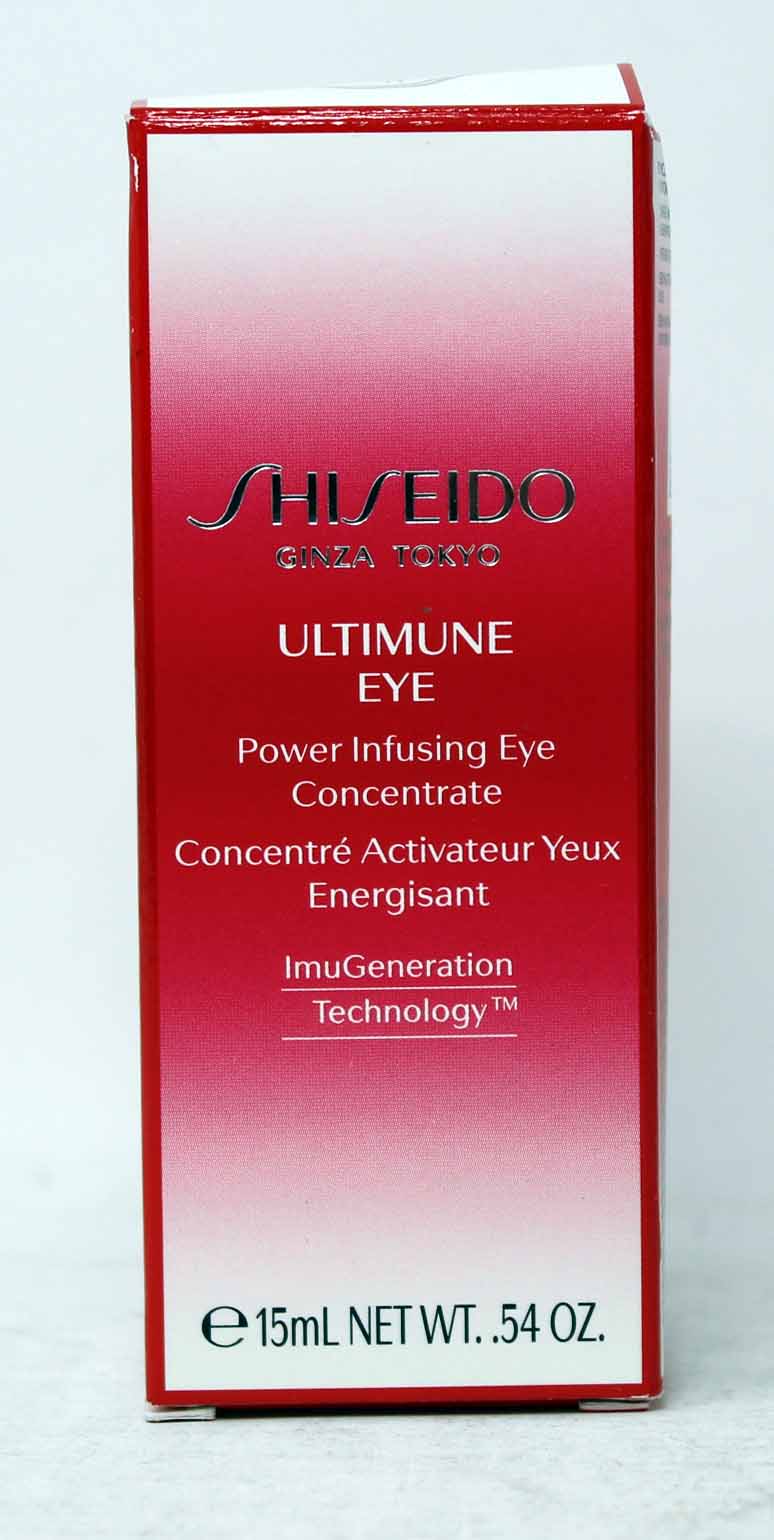 SHISEIDO
GINZA TOKYO
ULTIMUNE
EYE
Power Infusing Eye
Concentrate
Concentré Activateur Yeux
Energisant
ImuGeneration
Technology™
℮ 15mL NET WT. .54 OZ.